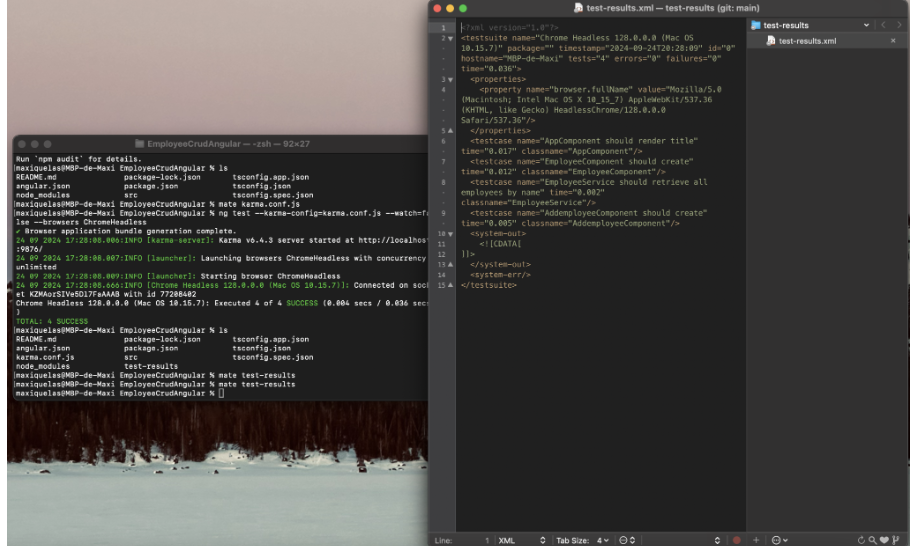 EmployeeCrudAngular — -zsh — 92×27
Run `npm audit` for details.
maxiquelas@MBP-de-Maxi EmployeeCrudAngular % ls
README.md package-lock.json tsconfig.app.json
angular.json package.json tsconfig.json
node_modules src tsconfig.spec.json
maxiquelas@MBP-de-Maxi EmployeeCrudAngular % mate karma.conf.js
maxiquelas@MBP-de-Maxi EmployeeCrudAngular % ng test --karma-config=karma.conf.js --watch=fa
lse --browsers ChromeHeadless
✔ Browser application bundle generation complete.
24 09 2024 17:28:08.006:INFO [karma-server]: Karma v6.4.3 server started at http://localhost
:9876/
24 09 2024 17:28:08.007:INFO [launcher]: Launching browsers ChromeHeadless with concurrency
unlimited
24 09 2024 17:28:08.009:INFO [launcher]: Starting browser ChromeHeadless
24 09 2024 17:28:08.666:INFO [Chrome Headless 128.0.0.0 (Mac OS 10.15.7)]: Connected on sock
et with id 77208402
Chrome Headless 128.0.0.0 (Mac OS 10.15.7): Executed 4 of 4 SUCCESS (0.004 secs / 0.036 secs
)
TOTAL: 4 SUCCESS
maxiquelas@MBP-de-Maxi EmployeeCrudAngular % ls
README.md package-lock.json tsconfig.app.json
angular.json package.json tsconfig.json
karma.conf.js src tsconfig.spec.json
node_modules test-results
maxiquelas@MBP-de-Maxi EmployeeCrudAngular % mate test-results
maxiquelas@MBP-de-Maxi EmployeeCrudAngular % mate test-results
maxiquelas@MBP-de-Maxi EmployeeCrudAngular %
test-results.xml — test-results (git: main)
1 <?xml version="1.0"?>
2 <testsuite name="Chrome Headless 128.0.0.0 (Mac OS
10.15.7)" package="" timestamp="2024-09-24T20:28:09" id="0"
hostname="MBP-de-Maxi" tests="4" errors="0" failures="0"
time="0.036">
3 <properties>
4 <property name="browser.fullName" value="Mozilla/5.0
(Macintosh; Intel Mac OS X 10_15_7) AppleWebKit/537.36
(KHTML, like Gecko) HeadlessChrome/128.0.0.0
Safari/537.36"/>
5 </properties>
6 <testcase name="AppComponent should render title"
time="0.017" classname="AppComponent"/>
7 <testcase name="EmployeeComponent should create"
time="0.012" classname="EmployeeComponent"/>
8 <testcase name="EmployeeService should retrieve all
employees by name" time="0.002"
classname="EmployeeService"/>
9 <testcase name="AddemployeeComponent should create"
time="0.005" classname="AddemployeeComponent"/>
10 <system-out>
11 <![CDATA[
12 ]]>
13 </system-out>
14 <system-err/>
15 </testsuite>
test-results
test-results.xml
Line: 1 XML Tab Size: 4